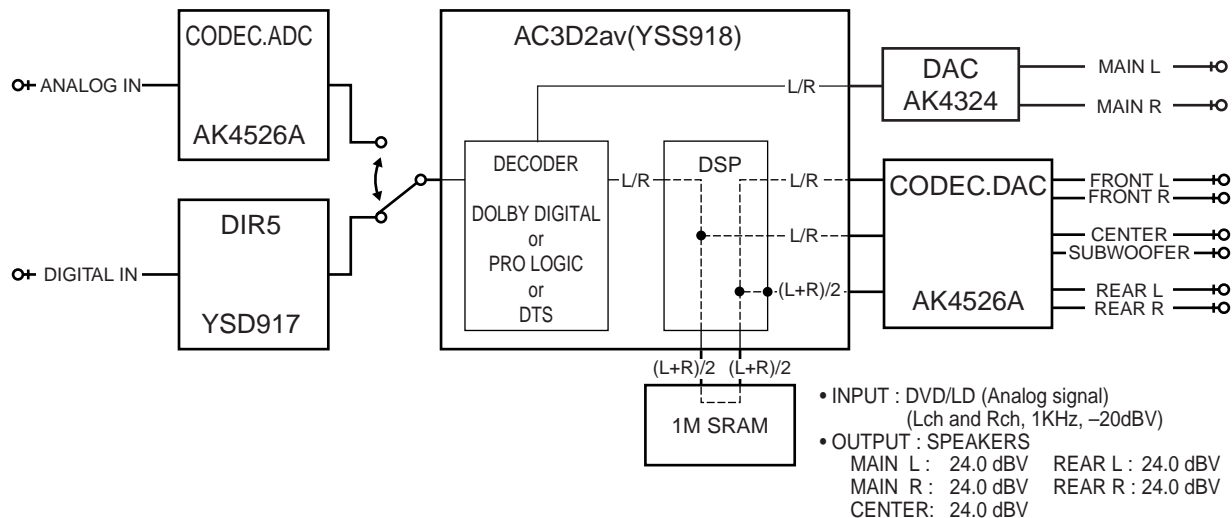 CODEC.ADC
AK4526A
ANALOG IN
DIR5
YSD917
DIGITAL IN
AC3D2av(YSS918)
L/R
DECODER
DOLBY DIGITAL
or
PRO LOGIC
or
DTS
L/R
DSP
L/R
L/R
(L+R)/2
(L+R)/2 (L+R)/2
1M SRAM
DAC
AK4324
MAIN L
MAIN R
CODEC.DAC
AK4526A
FRONT L
FRONT R
CENTER
SUBWOOFER
REAR L
REAR R
• INPUT : DVD/LD (Analog signal)
(Lch and Rch, 1KHz, –20dBV)
• OUTPUT : SPEAKERS
MAIN L : 24.0 dBV REAR L : 24.0 dBV
MAIN R : 24.0 dBV REAR R : 24.0 dBV
CENTER: 24.0 dBV